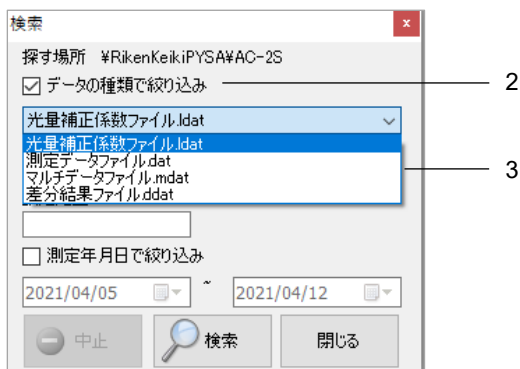 検索
x
探す場所 ¥RikenKeikiPYSA¥AC-2S
データの種類で絞り込み
2
光量補正係数ファイル.ldat
光量補正係数ファイル.ldat
測定データファイル.dat
マルチデータファイル.mdat
差分結果ファイル.ddat
3
測定年月日で絞り込み
2021/04/05 ~ 2021/04/12
中止 検索 閉じる